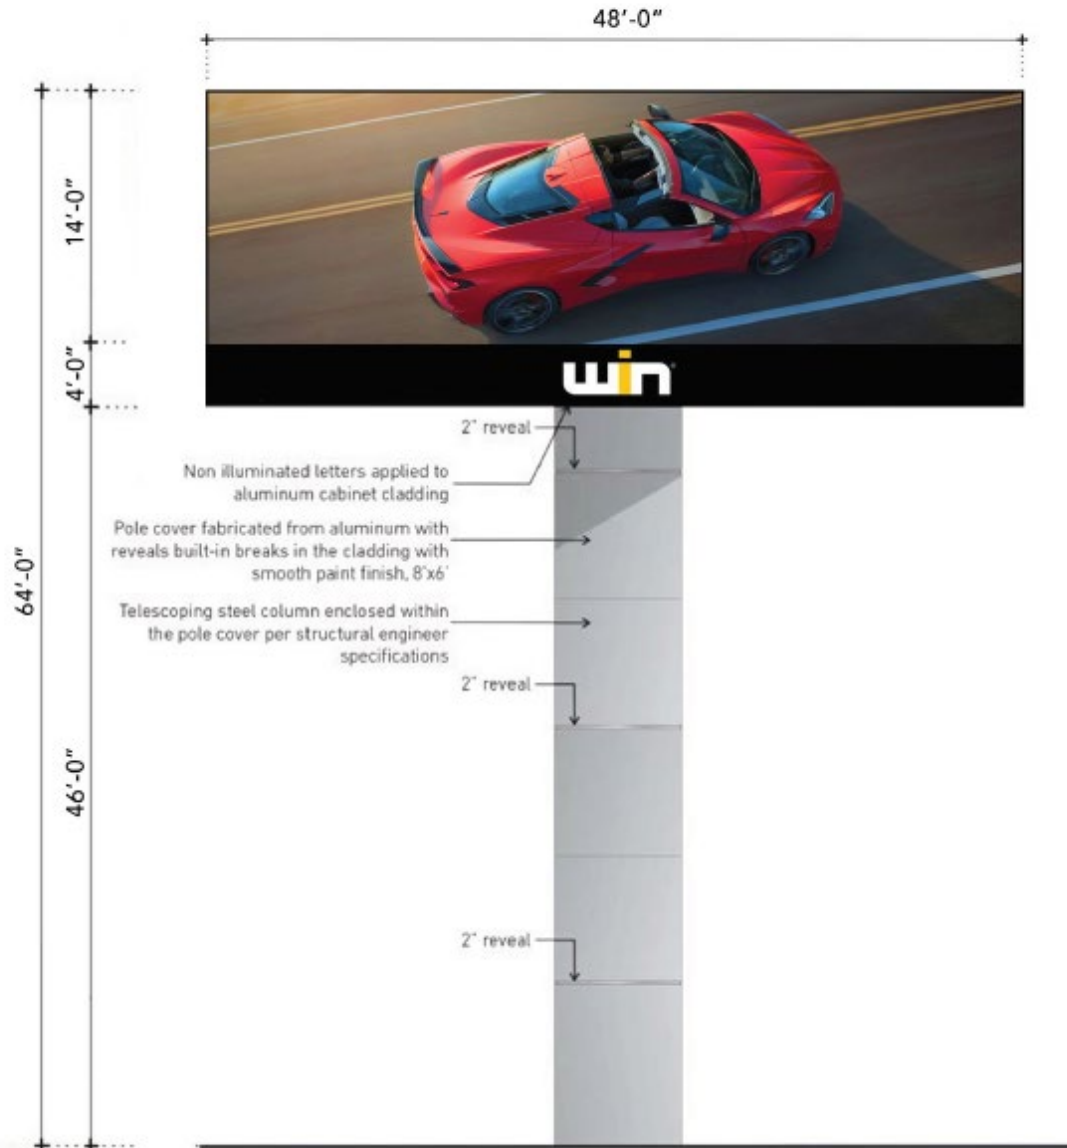 48'-0"
14'-0"
4'-0"
win
2" reveal
Non illuminated letters applied to
aluminum cabinet cladding
Pole cover fabricated from aluminum with
reveals built-in breaks in the cladding with
smooth paint finish, 8'x6'
64'-0"
Telescoping steel column enclosed within
the pole cover per structural engineer
specifications
2" reveal
46'-0"
2" reveal